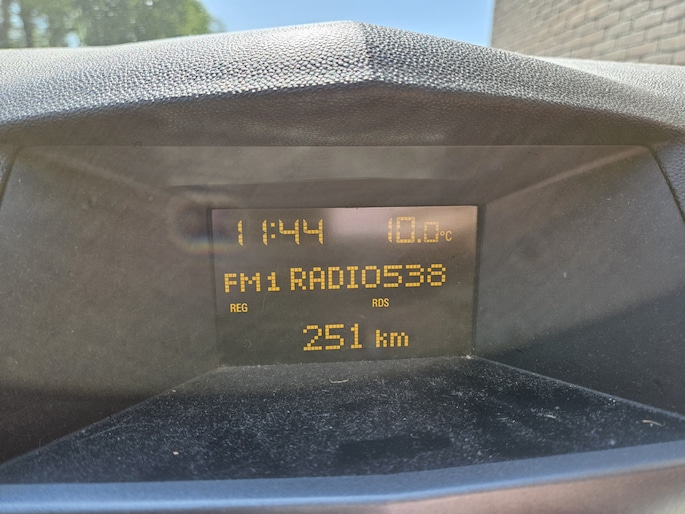 11:44 10.0°C
FM1 RADIO538
REG RDS
251 km